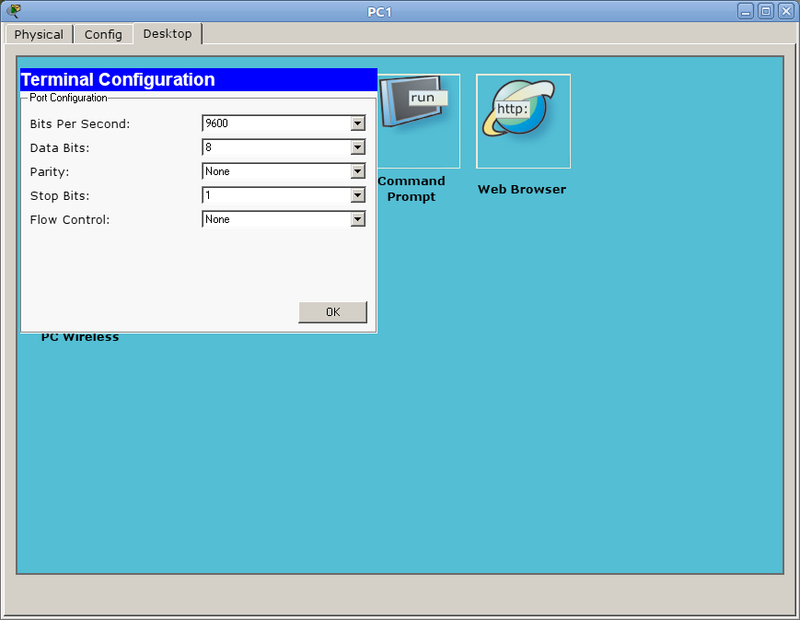 PC1
Physical
Config
Desktop
Terminal Configuration
Port Configuration
Bits Per Second: 9600
Data Bits: 8
Parity: None
Stop Bits: 1
Flow Control: None
OK
run
Command
Prompt
http:
Web Browser
PC Wireless